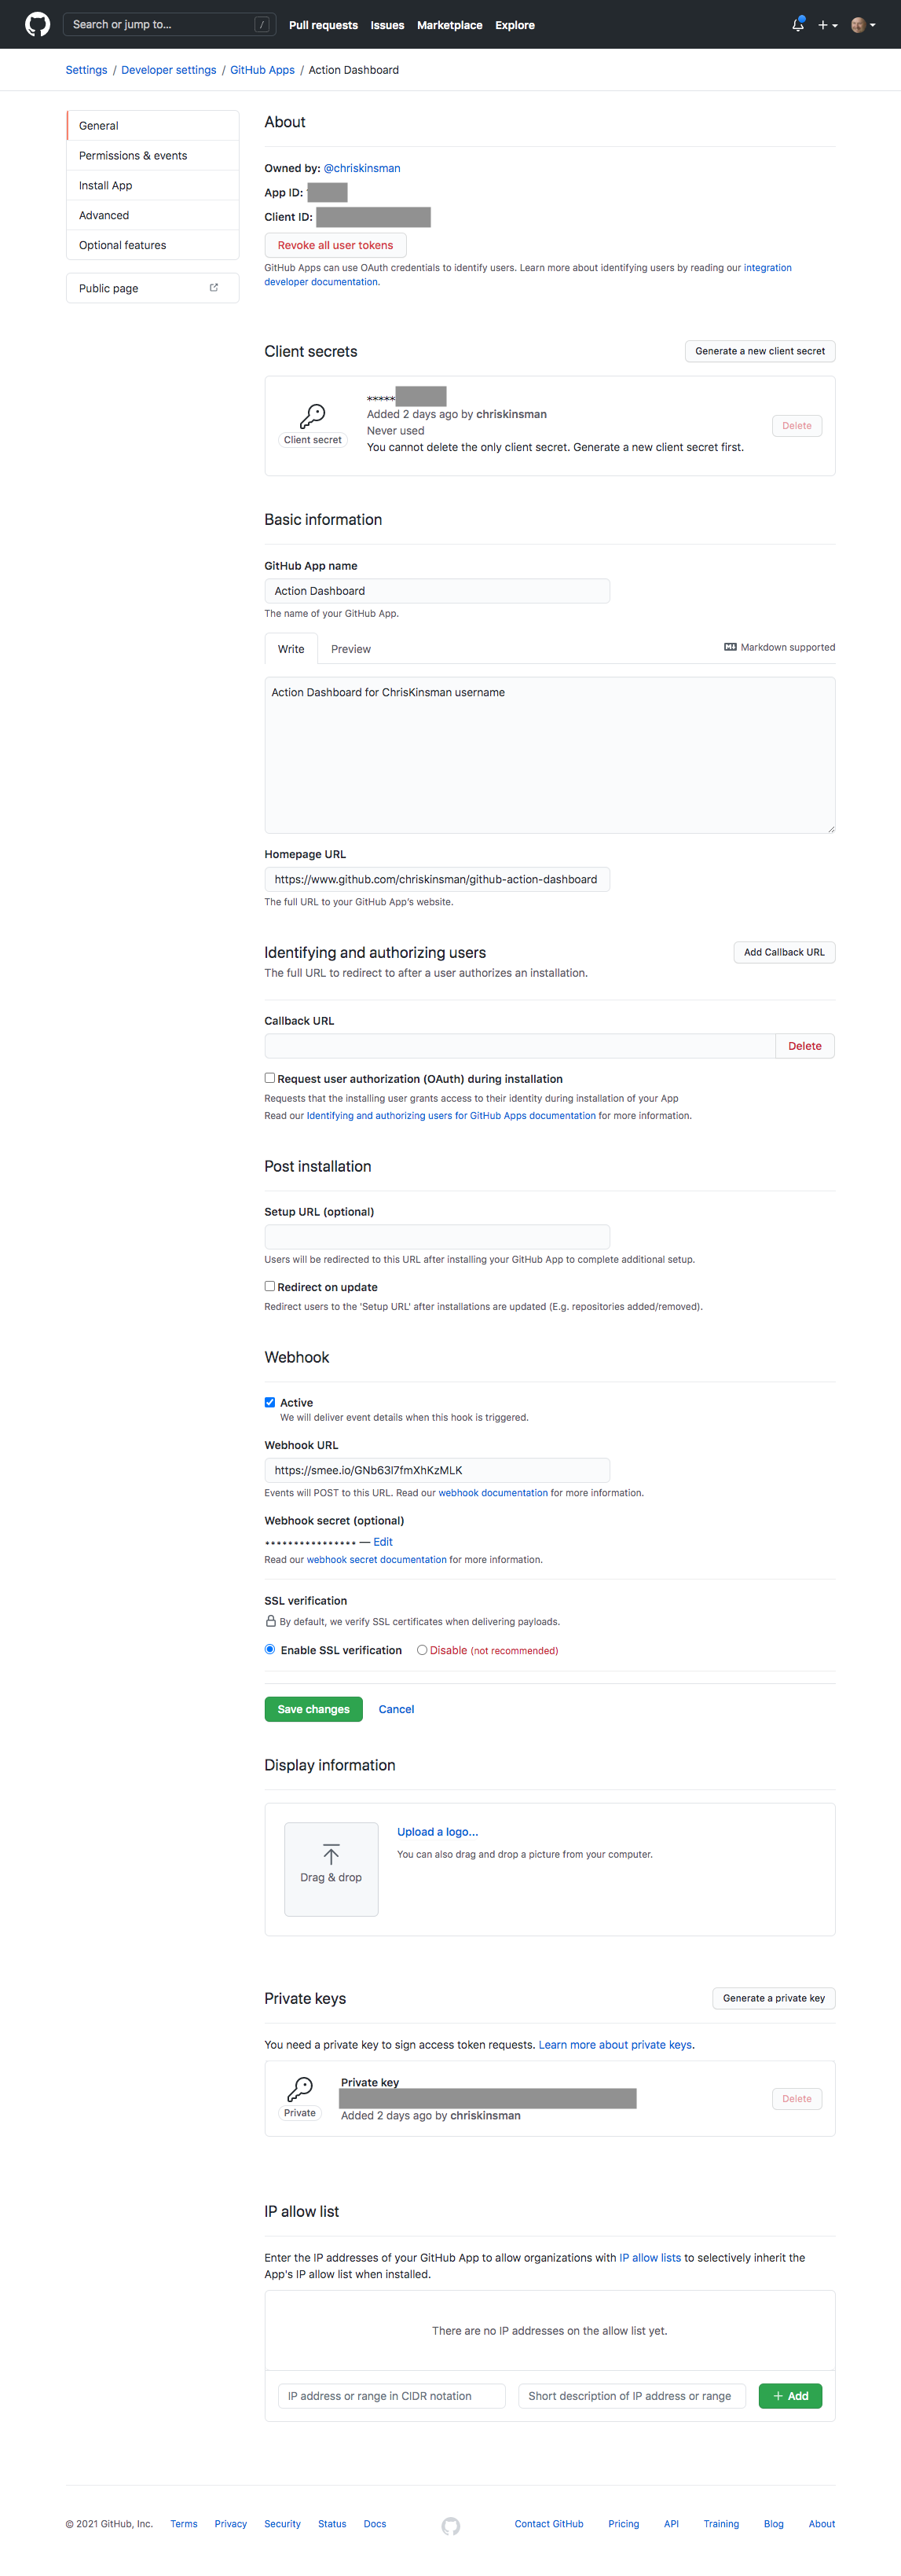 Search or jump to...
/
Pull requests
Issues
Marketplace
Explore
Settings / Developer settings / GitHub Apps / Action Dashboard
General
Permissions & events
Install App
Advanced
Optional features
Public page
About
Owned by: @chriskinsman
App ID:
Client ID:
Revoke all user tokens
GitHub Apps can use OAuth credentials to identify users. Learn more about identifying users by reading our integration
developer documentation.
Client secrets
Generate a new client secret
*****
Added 2 days ago by chriskinsman
Never used
You cannot delete the only client secret. Generate a new client secret first.
Client secret
Delete
Basic information
GitHub App name
Action Dashboard
The name of your GitHub App.
Write
Preview
Markdown supported
Action Dashboard for ChrisKinsman username
Homepage URL
https://www.github.com/chriskinsman/github-action-dashboard
The full URL to your GitHub App's website.
Identifying and authorizing users
Add Callback URL
The full URL to redirect to after a user authorizes an installation.
Callback URL
Delete
Request user authorization (OAuth) during installation
Requests that the installing user grants access to their identity during installation of your App
Read our Identifying and authorizing users for GitHub Apps documentation for more information.
Post installation
Setup URL (optional)
Users will be redirected to this URL after installing your GitHub App to complete additional setup.
Redirect on update
Redirect users to the 'Setup URL' after installations are updated (E.g. repositories added/removed).
Webhook
Active
We will deliver event details when this hook is triggered.
Webhook URL
https://smee.io/GNb63I7fmXhKzMLK
Events will POST to this URL. Read our webhook documentation for more information.
Webhook secret (optional)
**************** — Edit
Read our webhook secret documentation for more information.
SSL verification
By default, we verify SSL certificates when delivering payloads.
Enable SSL verification
Disable (not recommended)
Save changes
Cancel
Display information
Drag & drop
Upload a logo...
You can also drag and drop a picture from your computer.
Private keys
Generate a private key
You need a private key to sign access token requests. Learn more about private keys.
Private key
Added 2 days ago by chriskinsman
Private
Delete
IP allow list
Enter the IP addresses of your GitHub App to allow organizations with IP allow lists to selectively inherit the
App's IP allow list when installed.
There are no IP addresses on the allow list yet.
IP address or range in CIDR notation
Short description of IP address or range
Add
© 2021 GitHub, Inc.
Terms
Privacy
Security
Status
Docs
Contact GitHub
Pricing
API
Training
Blog
About